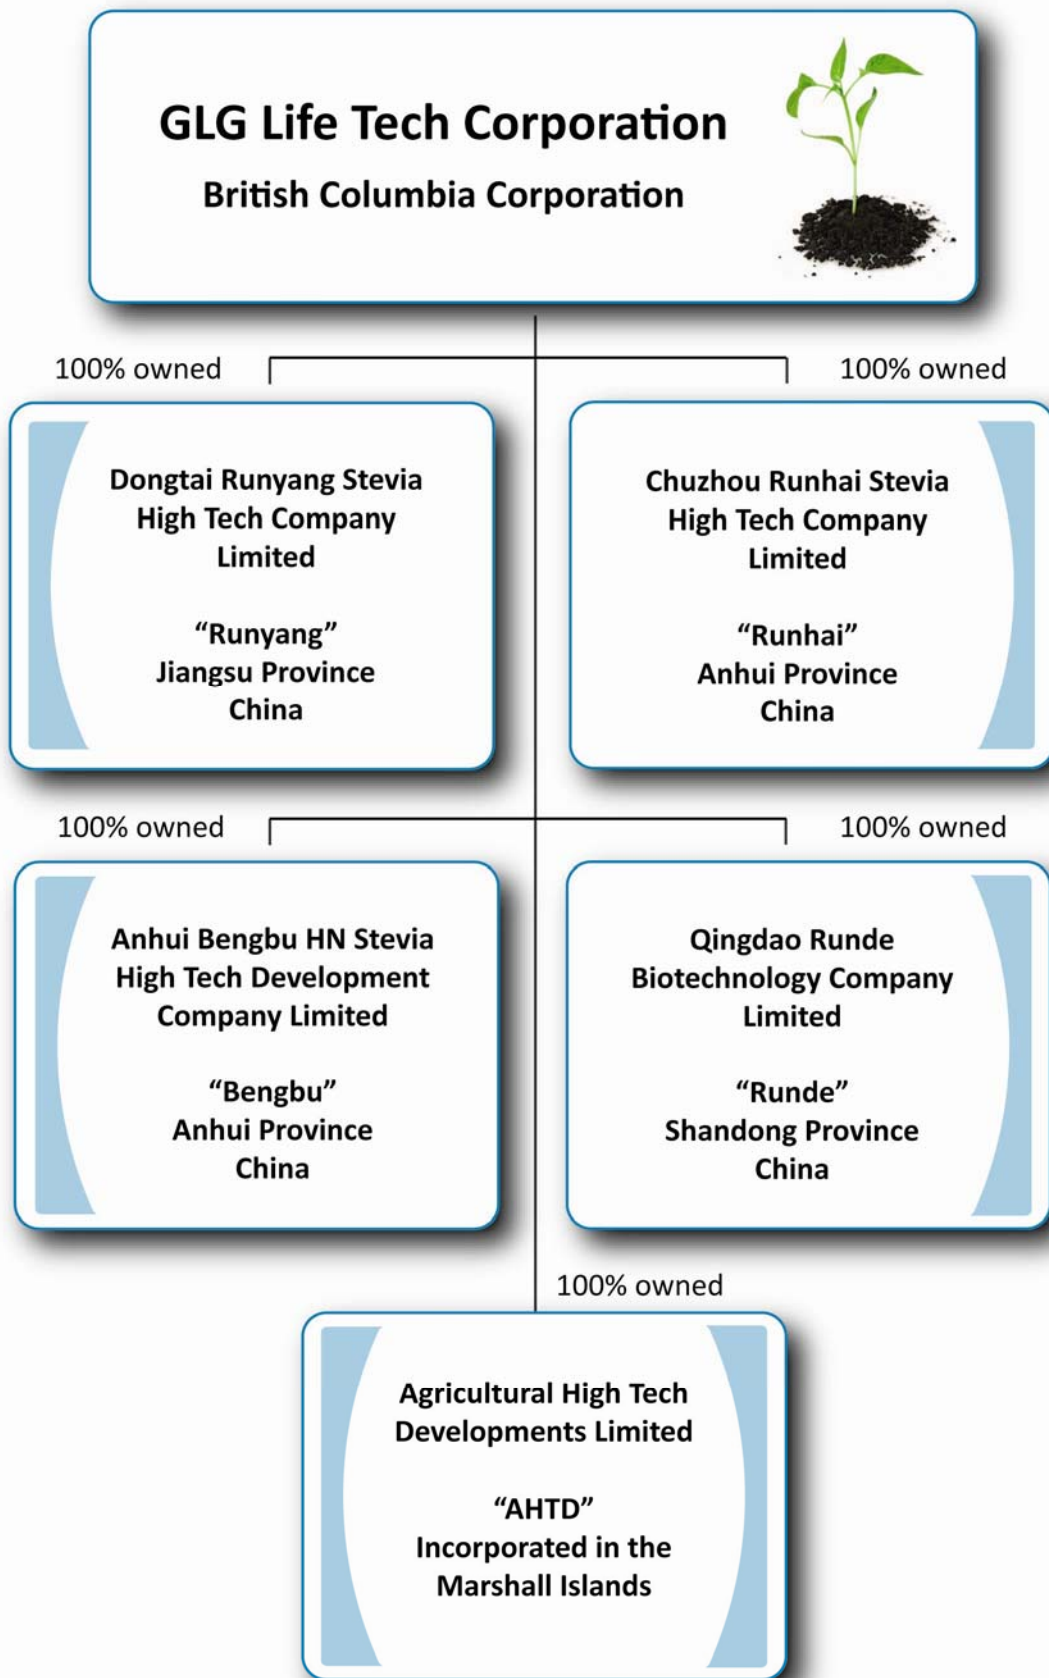 GLG Life Tech Corporation
British Columbia Corporation
100% owned
100% owned
Dongtai Runyang Stevia
High Tech Company
Limited
“Runyang”
Jiangsu Province
China
Chuzhou Runhai Stevia
High Tech Company
Limited
“Runhai”
Anhui Province
China
100% owned
100% owned
Anhui Bengbu HN Stevia
High Tech Development
Company Limited
“Bengbu”
Anhui Province
China
Qingdao Runde
Biotechnology Company
Limited
“Runde”
Shandong Province
China
100% owned
Agricultural High Tech
Developments Limited
“AHTD”
Incorporated in the
Marshall Islands